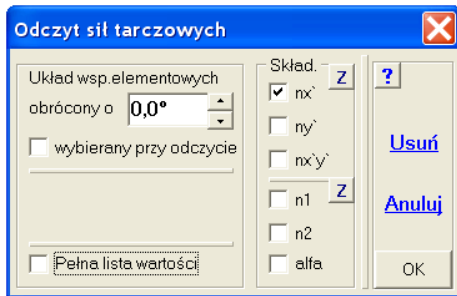 Odczyt sił tarczowych
Układ wsp.elementowych
obrócony o 0,0°
wybierany przy odczycie
Pełna lista wartości
Skład. Z
nx`
ny`
nx`y`
n1 Z
n2
alfa
?
Usuń
Anuluj
OK